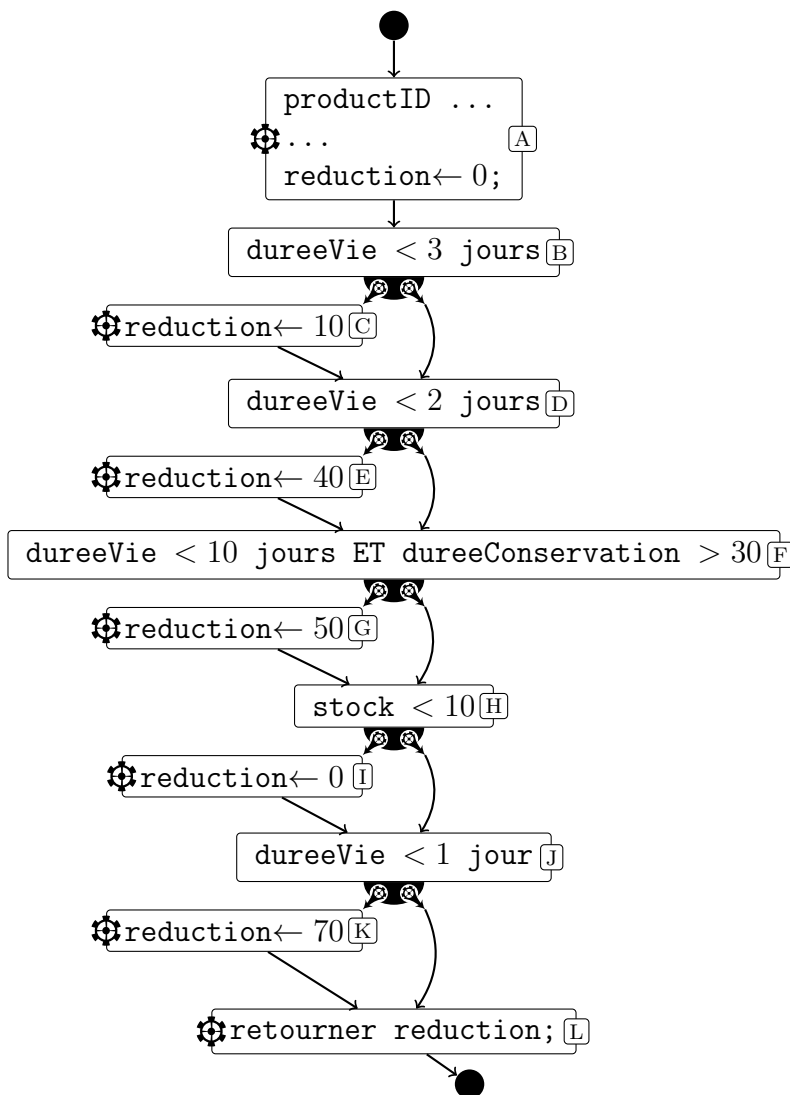 productID ...
... A
reduction← 0;
dureeVie < 3 jours B
reduction← 10 C
dureeVie < 2 jours D
reduction← 40 E
dureeVie < 10 jours ET dureeConservation > 30 F
reduction← 50 G
stock < 10 H
reduction← 0 I
dureeVie < 1 jour J
reduction← 70 K
retourner reduction; L